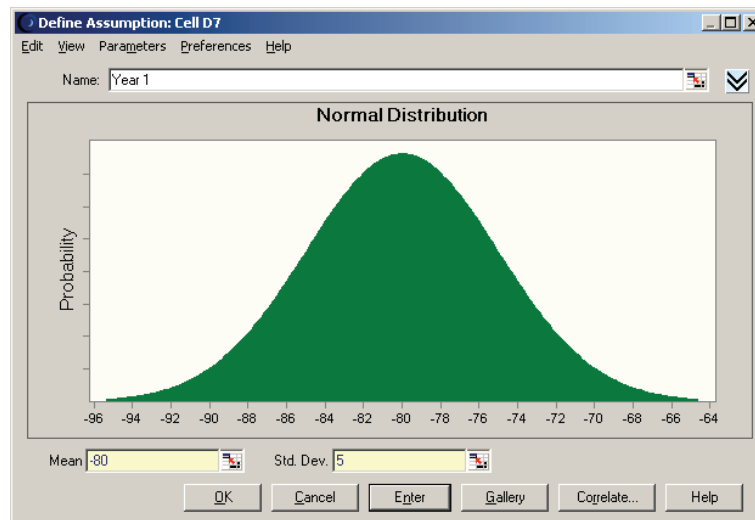 Define Assumption: Cell D7
Edit View Parameters Preferences Help
Name: Year 1
Normal Distribution
Probability
-96 -94 -92 -90 -88 -86 -84 -82 -80 -78 -76 -74 -72 -70 -68 -66 -64
Mean -80 Std. Dev. 5
OK Cancel Enter Gallery Correlate... Help